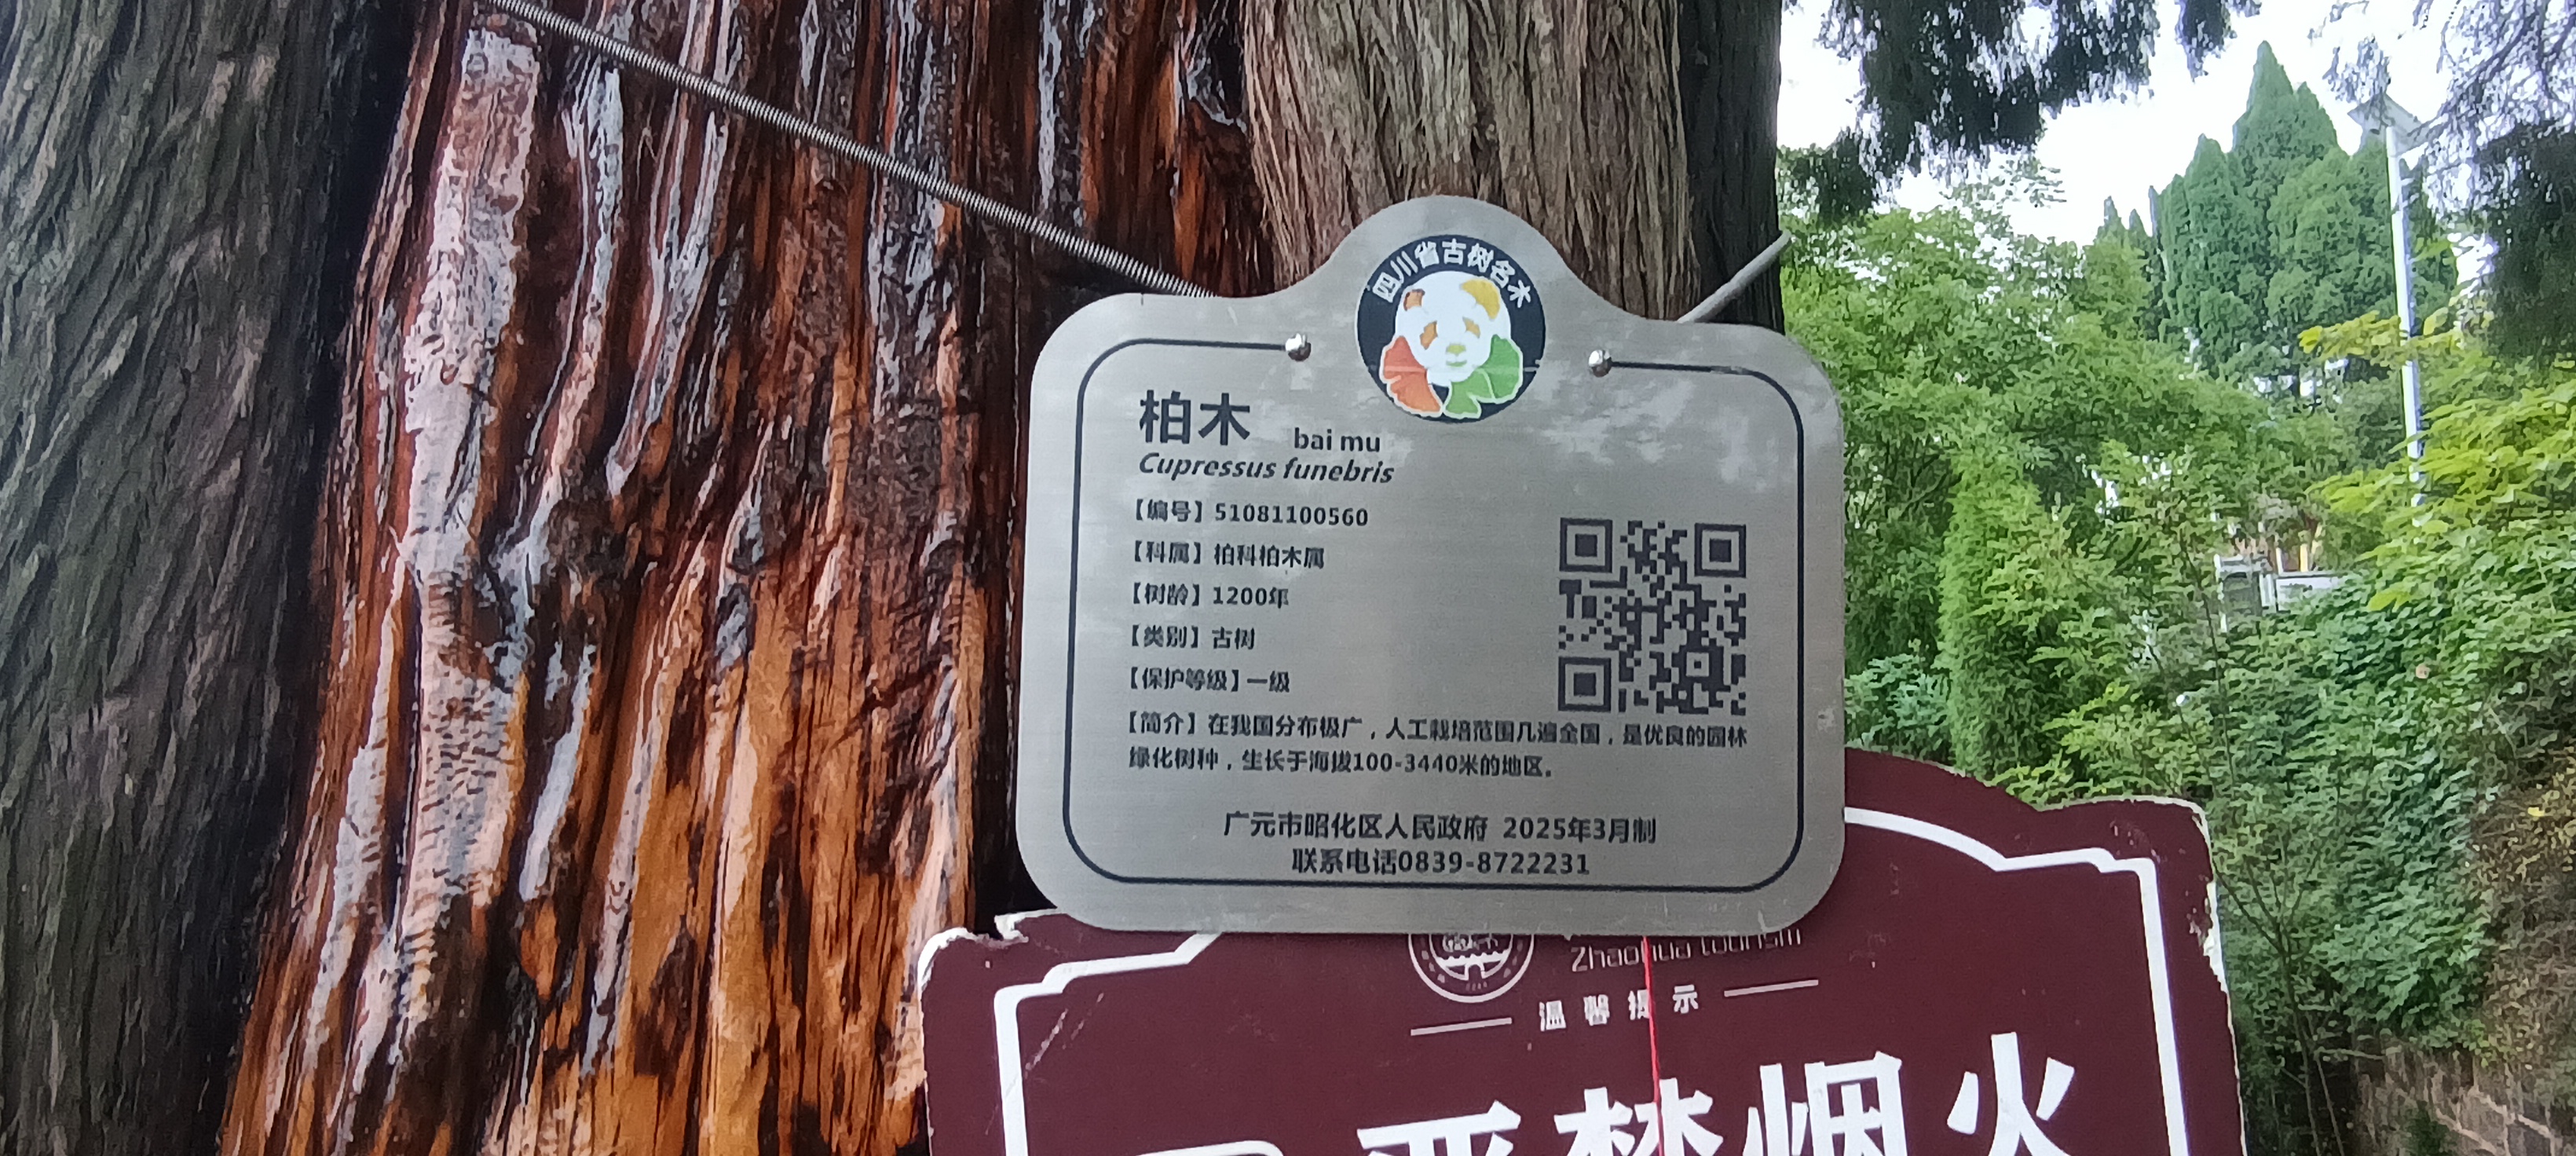 四川省古树名木
柏木 bai mu
Cupressus funebris
【编号】51081100560
【科属】柏科柏木属
【树龄】1200年
【类别】古树
【保护等级】一级
【简介】在我国分布极广，人工栽培范围几遍全国，是优良的园林
绿化树种，生长于海拔100-3440米的地区。
广元市昭化区人民政府 2025年3月制
联系电话0839-8722231
Zhaohua tourism
温馨提示
严禁烟火